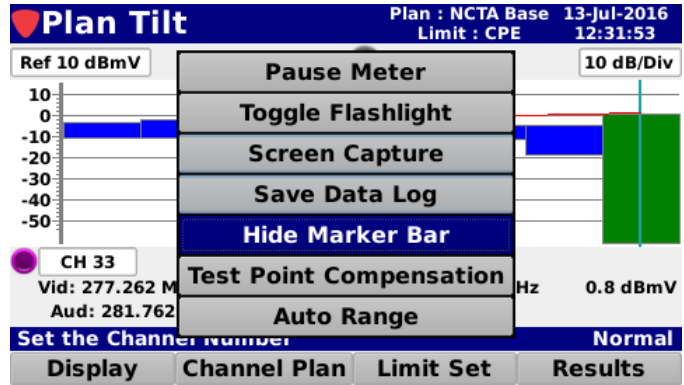 Plan Tilt
Plan : NCTA Base 13-Jul-2016
Limit : CPE 12:31:53
Ref 10 dBmV
10 dB/Div
10
0
-10
-20
-30
-40
-50
Pause Meter
Toggle Flashlight
Screen Capture
Save Data Log
Hide Marker Bar
Test Point Compensation
Auto Range
CH 33
Vid: 277.262 M
Hz 0.8 dBmV
Aud: 281.762
Set the Channel Number Normal
Display Channel Plan Limit Set Results